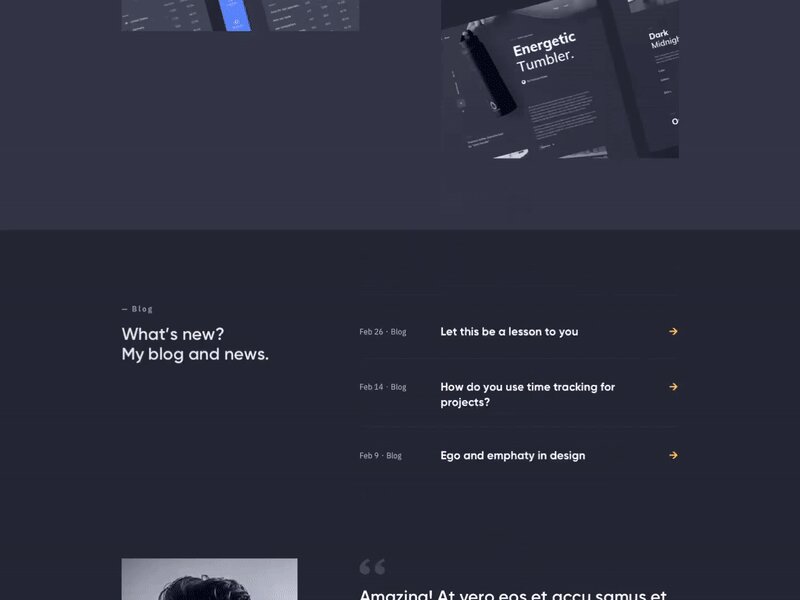 Energetic
Tumbler.
Dark
— Blog
What's new?
My blog and news.
Feb 26 · Blog
Let this be a lesson to you
Feb 14 · Blog
How do you use time tracking for
projects?
Feb 9 · Blog
Ego and emphaty in design
“
Amazing! At vero eos et accu samus et